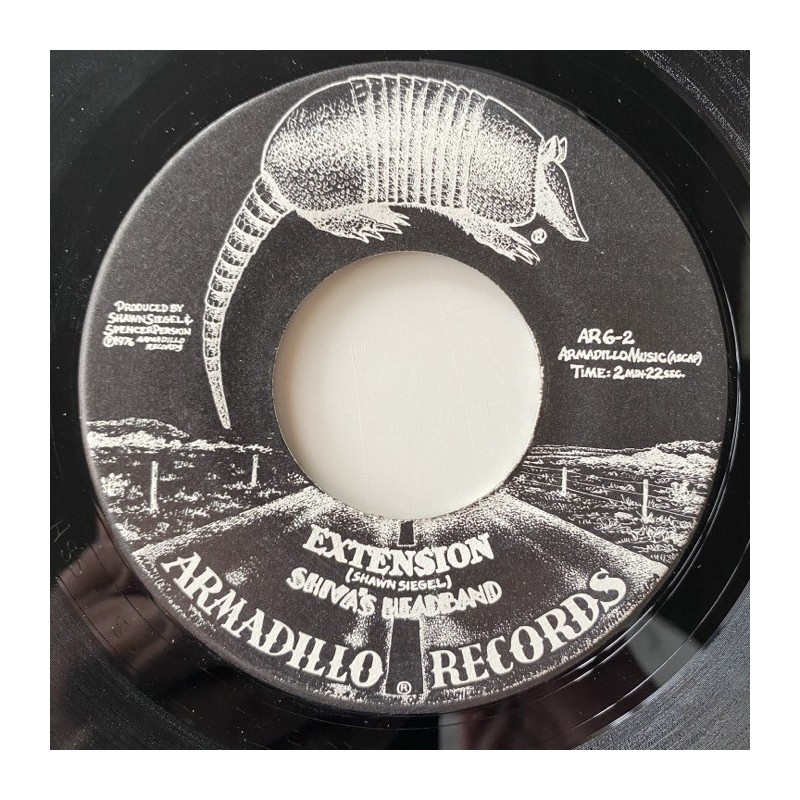 ®
PRODUCED BY
SHAWN SIEGEL &
SPENCER PERSKIN
℗1976 ARMADILLO
RECORDS
AR 6-2
ARMADILLO MUSIC (ASCAP)
TIME: 2 MIN. 22 SEC.
EXTENSION
(SHAWN SIEGEL)
SHIVA'S HEADBAND
ARMADILLO RECORDS
®